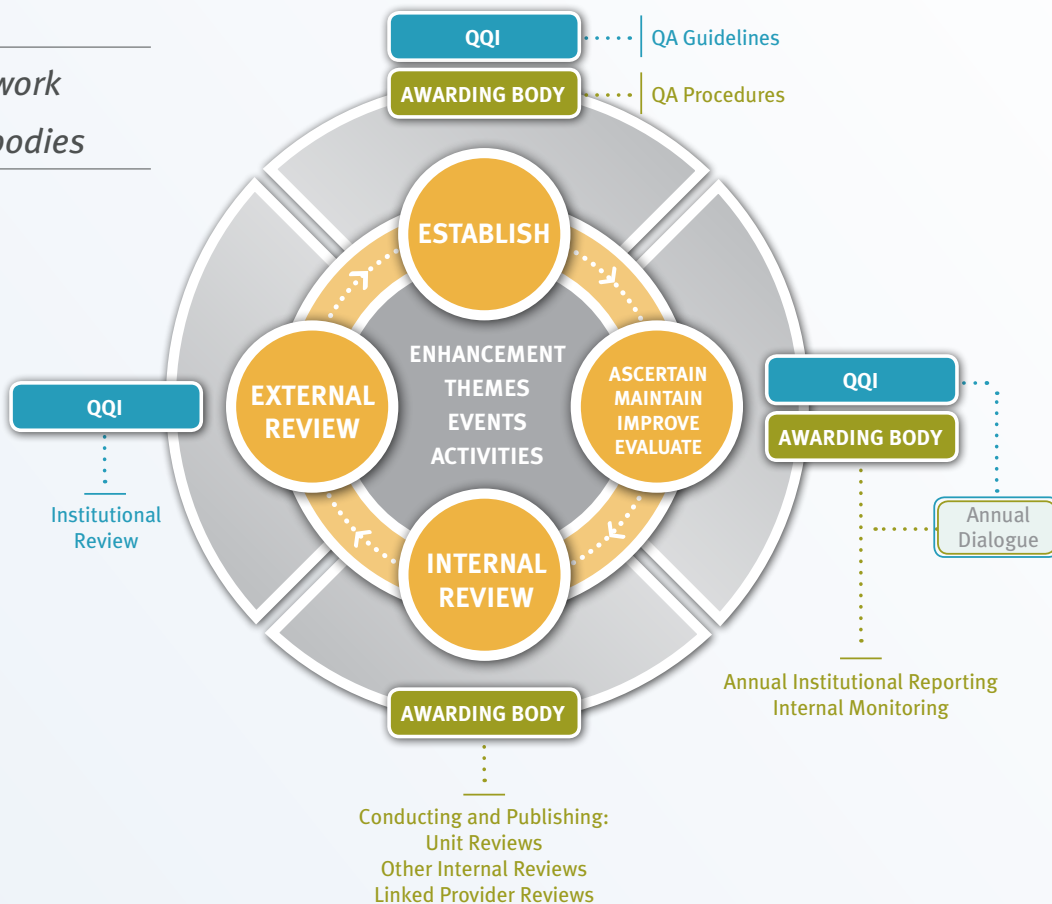 QQI
QA Guidelines
AWARDING BODY
QA Procedures
work
bodies
ESTABLISH
ENHANCEMENT
THEMES
EVENTS
ACTIVITIES
EXTERNAL
REVIEW
ASCERTAIN
MAINTAIN
IMPROVE
EVALUATE
INTERNAL
REVIEW
QQI
Institutional
Review
QQI
AWARDING BODY
Annual
Dialogue
Annual Institutional Reporting
Internal Monitoring
AWARDING BODY
Conducting and Publishing:
Unit Reviews
Other Internal Reviews
Linked Provider Reviews